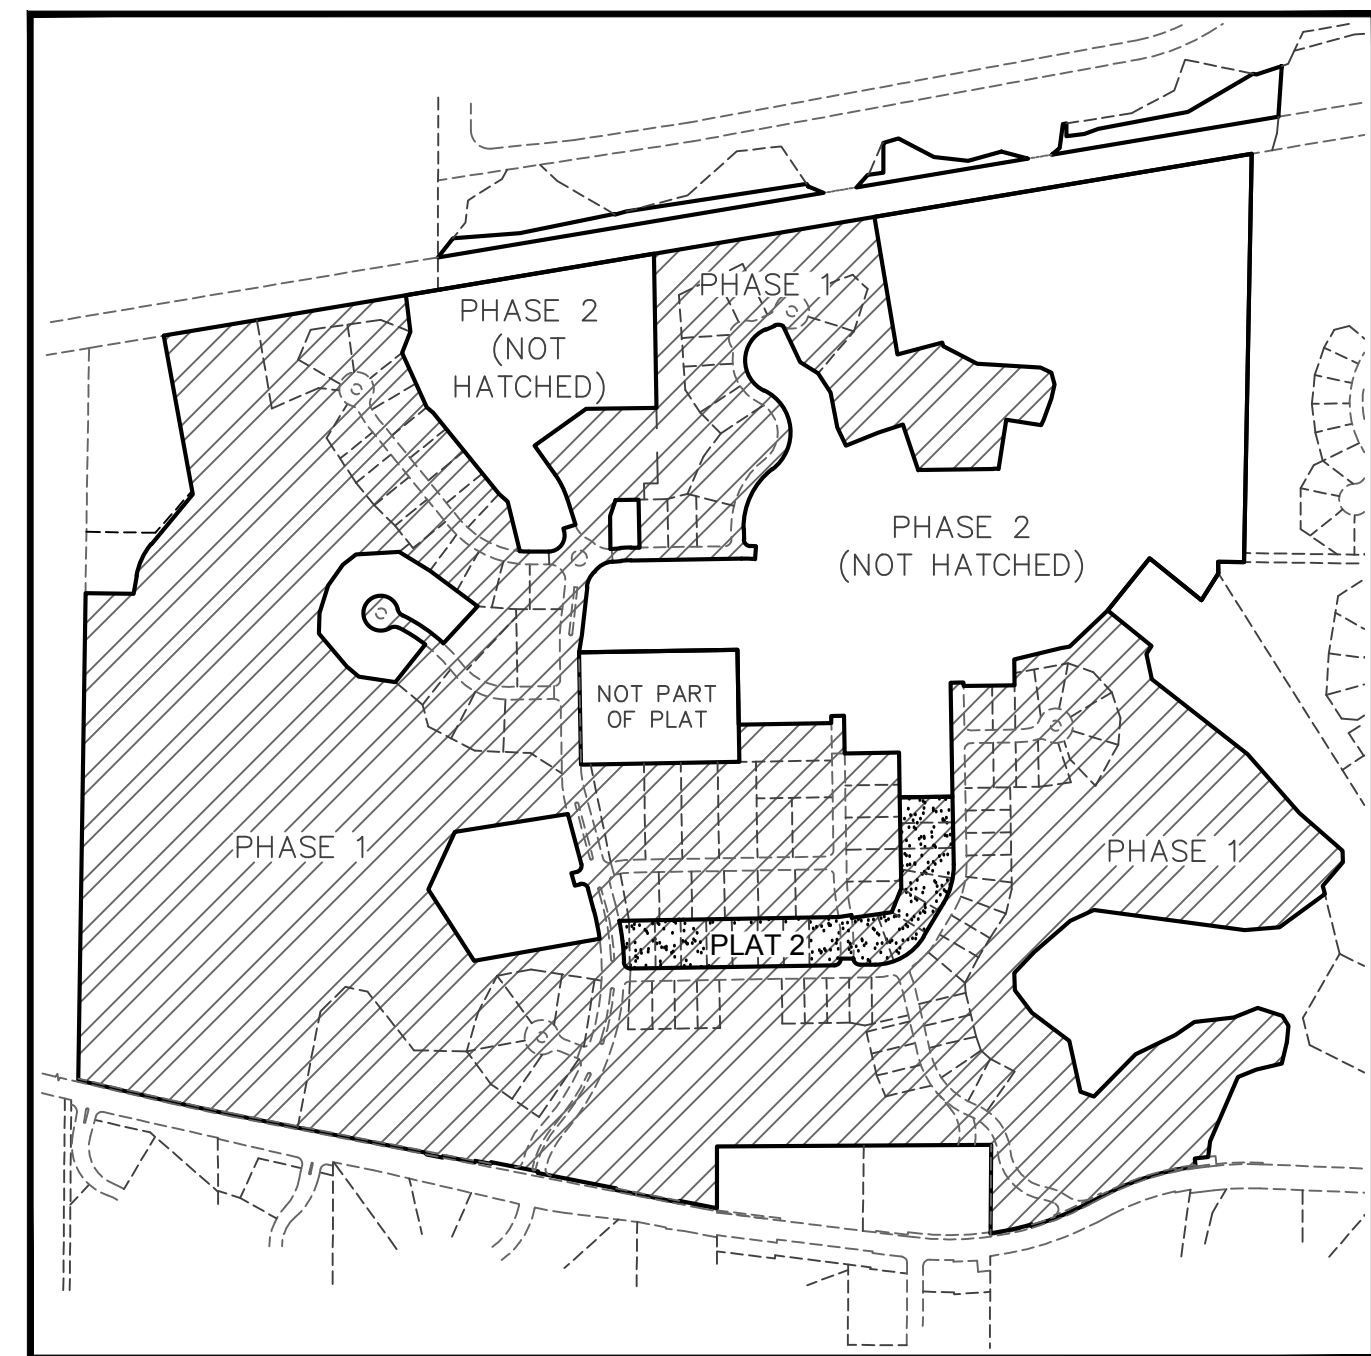 PHASE 1
PHASE 2
(NOT
HATCHED)
PHASE 2
(NOT HATCHED)
NOT PART
OF PLAT
PHASE 1
PHASE 1
PLAT 2